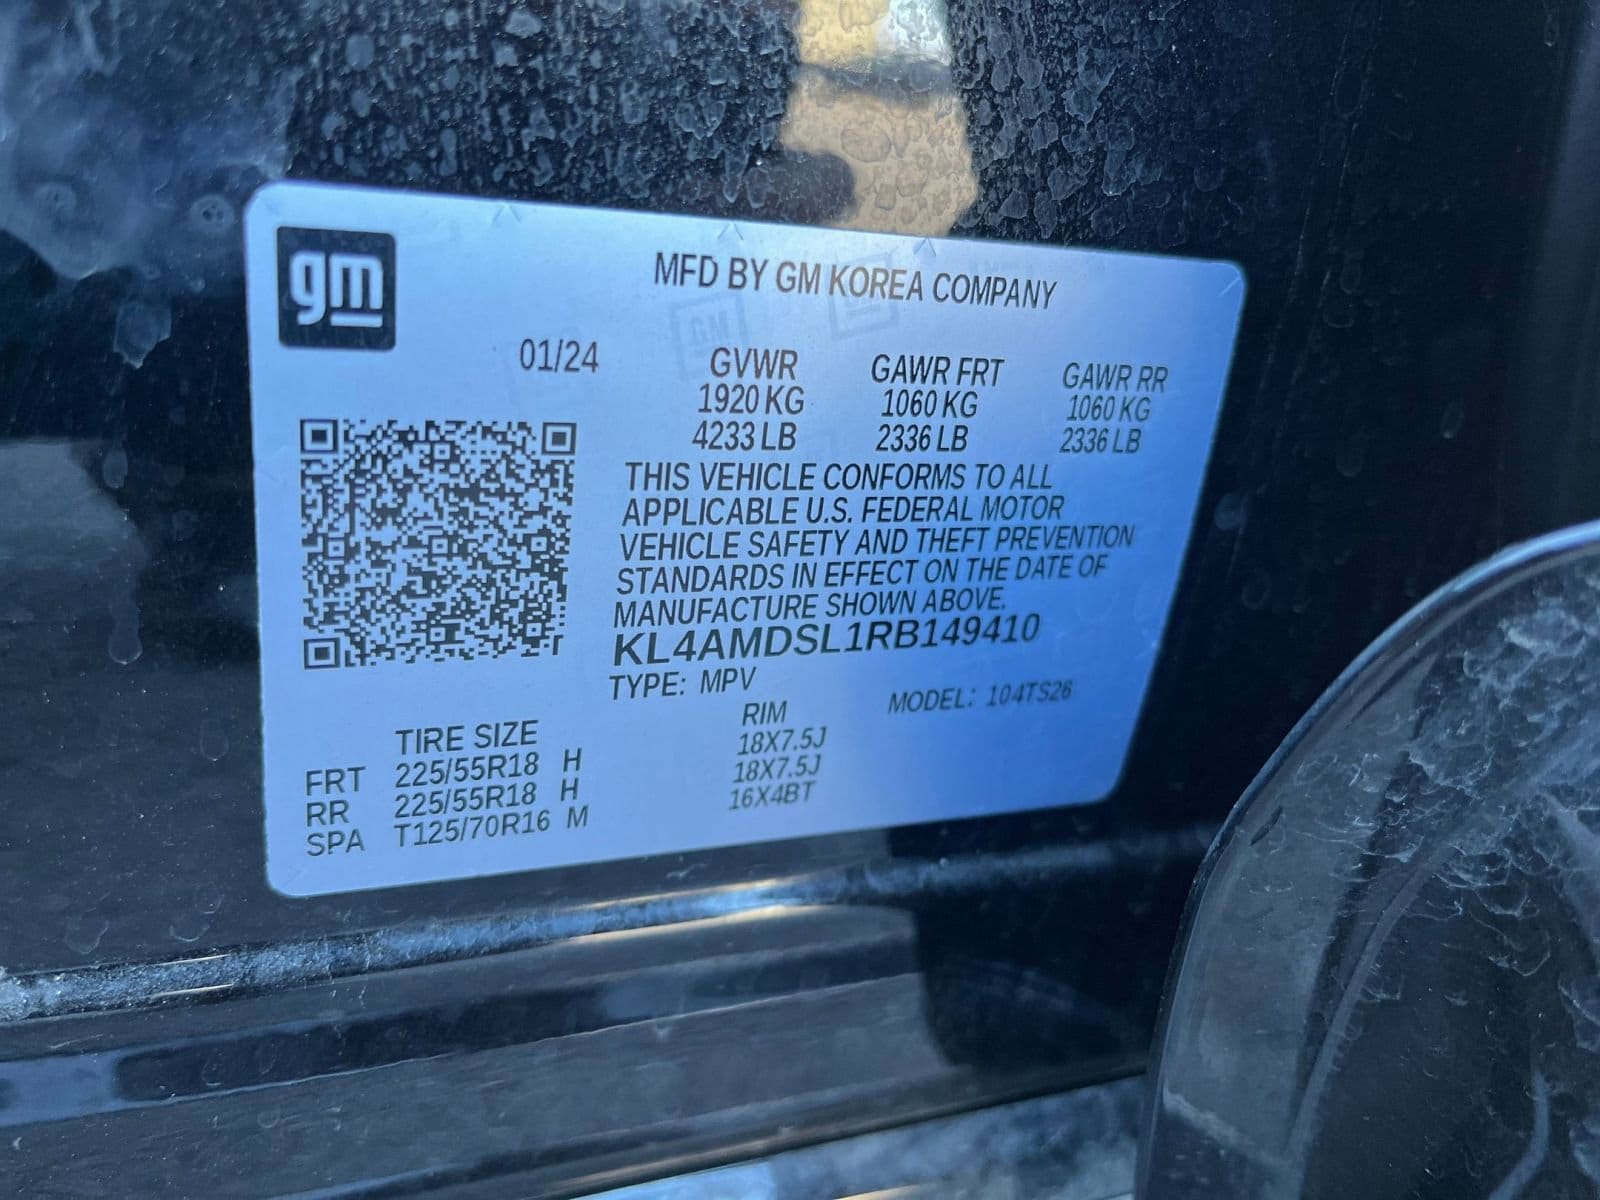 gm
MFD BY GM KOREA COMPANY
01/24
GVWR GAWR FRT GAWR RR
1920 KG 1060 KG 1060 KG
4233 LB 2336 LB 2336 LB
THIS VEHICLE CONFORMS TO ALL
APPLICABLE U.S. FEDERAL MOTOR
VEHICLE SAFETY AND THEFT PREVENTION
STANDARDS IN EFFECT ON THE DATE OF
MANUFACTURE SHOWN ABOVE.
KL4AMDSL1RB149410
TYPE: MPV MODEL: 104TS26
TIRE SIZE RIM
FRT 225/55R18 H 18X7.5J
RR 225/55R18 H 18X7.5J
SPA T125/70R16 M 16X4BT